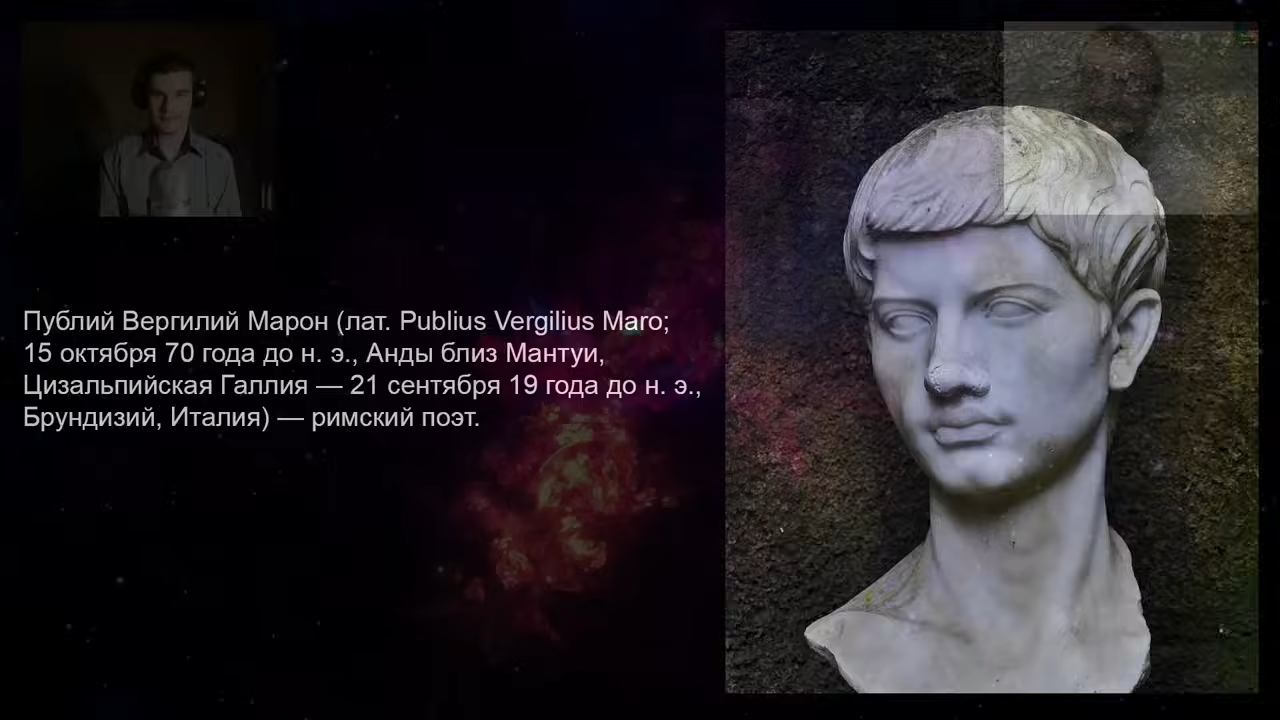 Публий Вергилий Марон (лат. Publius Vergilius Maro;
15 октября 70 года до н. э., Анды близ Мантуи,
Цизальпийская Галлия — 21 сентября 19 года до н. э.,
Брундизий, Италия) — римский поэт.